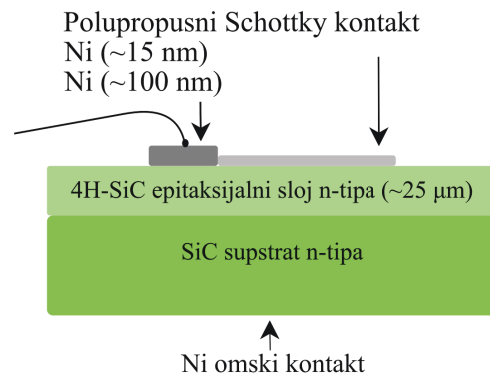 Polupropusni Schottky kontakt
Ni (~15 nm)
Ni (~100 nm)
4H-SiC epitaksijalni sloj n-tipa (~25 μm)
SiC supstrat n-tipa
Ni omski kontakt